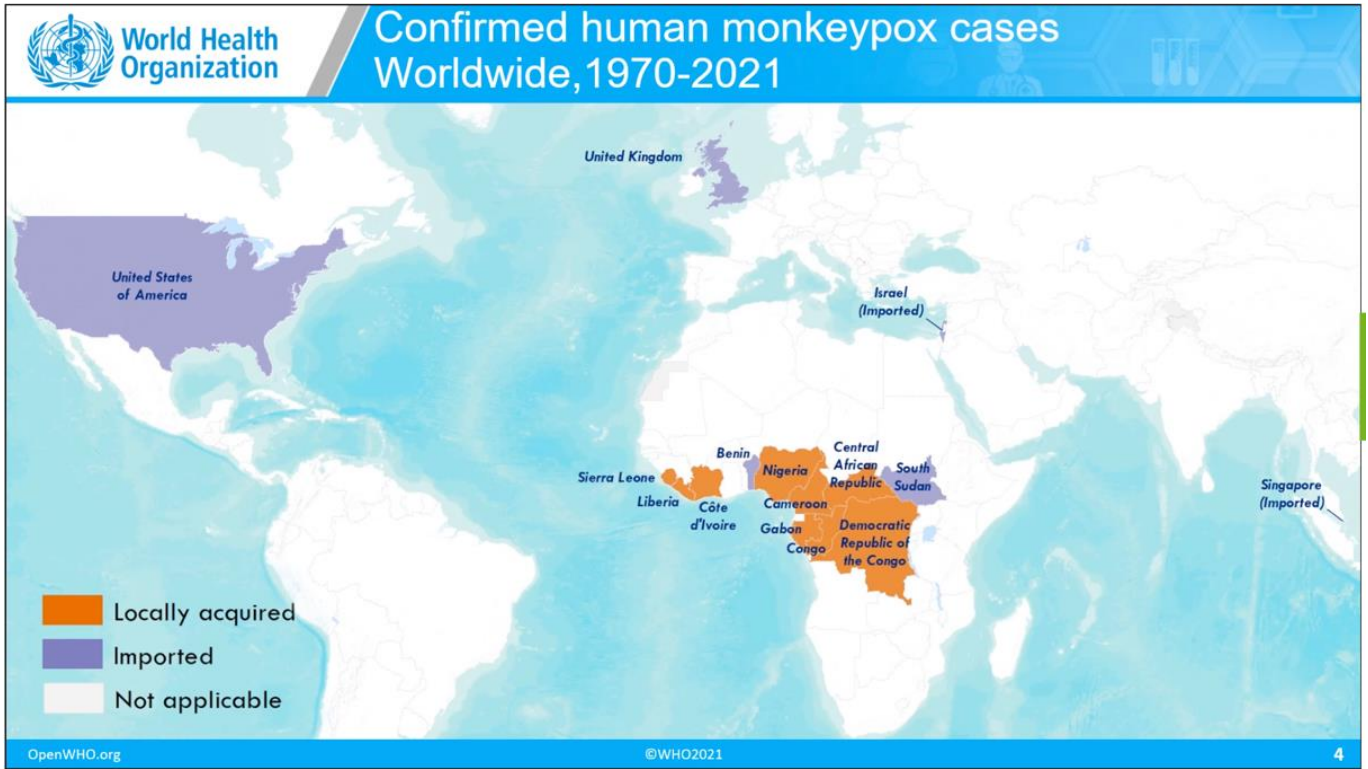 World Health
Organization
Confirmed human monkeypox cases
Worldwide,1970-2021
United Kingdom
United States
of America
Israel
(Imported)
Benin
Nigeria
Central
African
Republic
South
Sudan
Sierra Leone
Liberia
Côte
d'Ivoire
Cameroon
Gabon
Congo
Democratic
Republic of
the Congo
Singapore
(Imported)
Locally acquired
Imported
Not applicable
OpenWHO.org
©WHO2021
4